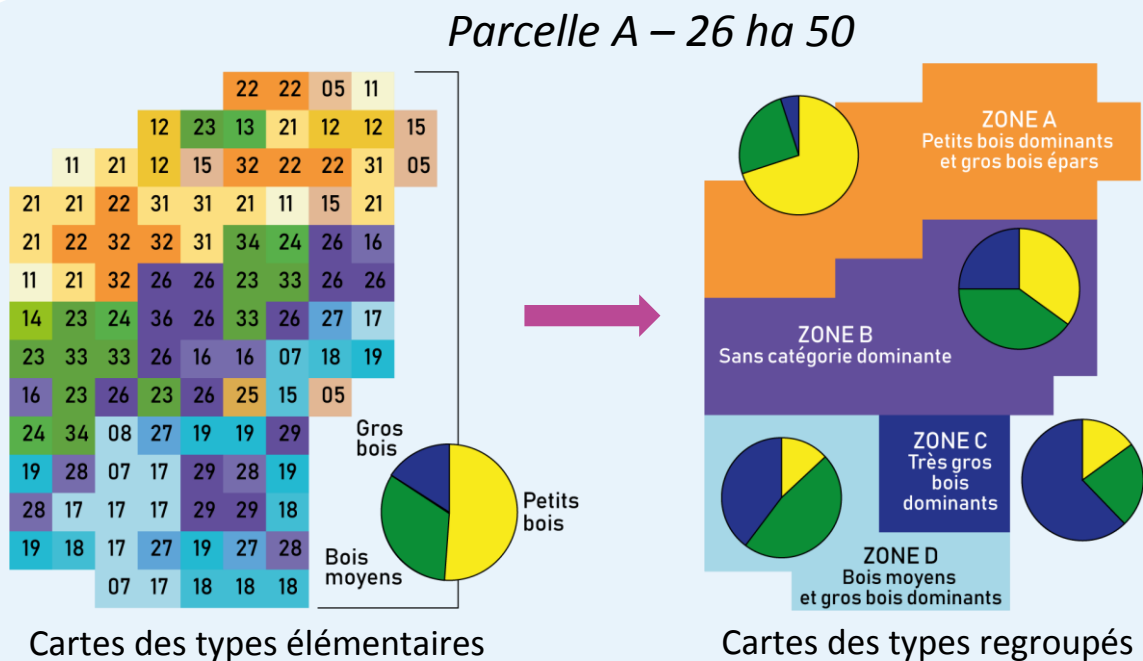 Parcelle A – 26 ha 50
22 22 05 11
12 23 13 21 12 12 15
11 21 12 15 32 22 22 31 05
21 21 22 31 31 21 11 15 21
21 22 32 32 31 34 24 26 16
11 21 32 26 26 23 33 26 26
14 23 24 36 26 33 26 27 17
23 33 33 26 16 16 07 18 19
16 23 26 23 26 25 15 05
24 34 08 27 19 19 29
19 28 07 17 29 28 19
28 17 17 17 29 29 18
19 18 17 27 19 27 28
07 17 18 18 18
Gros
bois
Petits
bois
Bois
moyens
Cartes des types élémentaires
ZONE A
Petits bois dominants
et gros bois épars
ZONE B
Sans catégorie dominante
ZONE C
Très gros
bois
dominants
ZONE D
Bois moyens
et gros bois dominants
Cartes des types regroupés